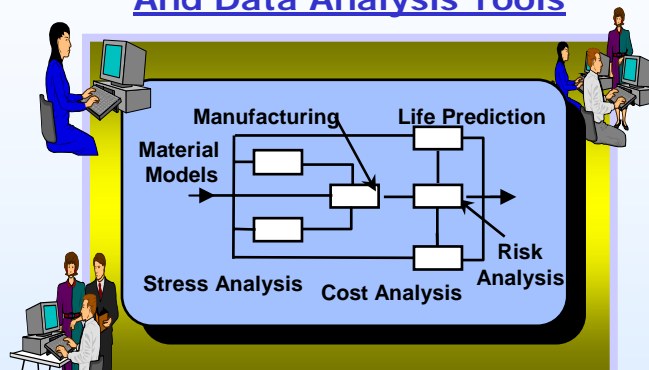 And Data Analysis Tools
Manufacturing
Life Prediction
Material
Models
Risk
Analysis
Stress Analysis
Cost Analysis